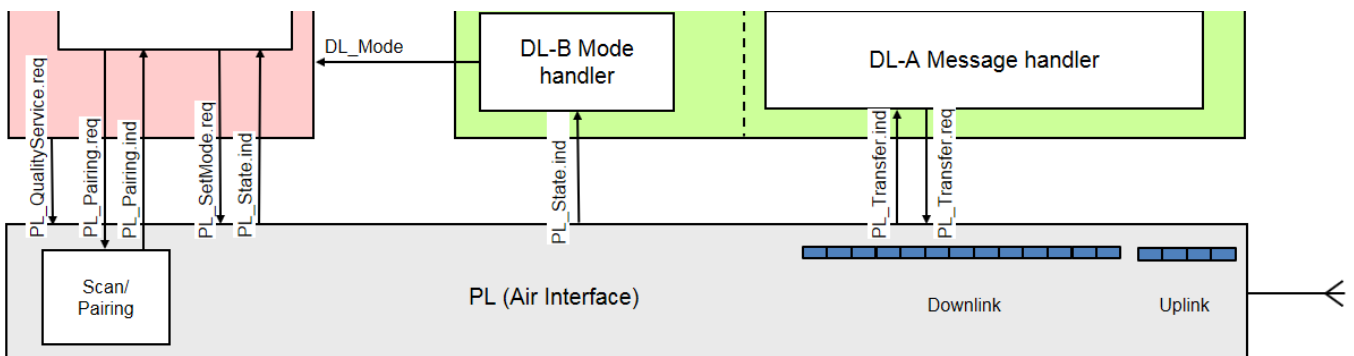 DL_Mode
DL-B Mode
handler
DL-A Message handler
PL_QualityService.req
PL_Pairing.req
PL_Pairing.ind
PL_SetMode.req
PL_State.ind
PL_State.ind
PL_Transfer.ind
PL_Transfer.req
Scan/
Pairing
PL (Air Interface)
Downlink
Uplink